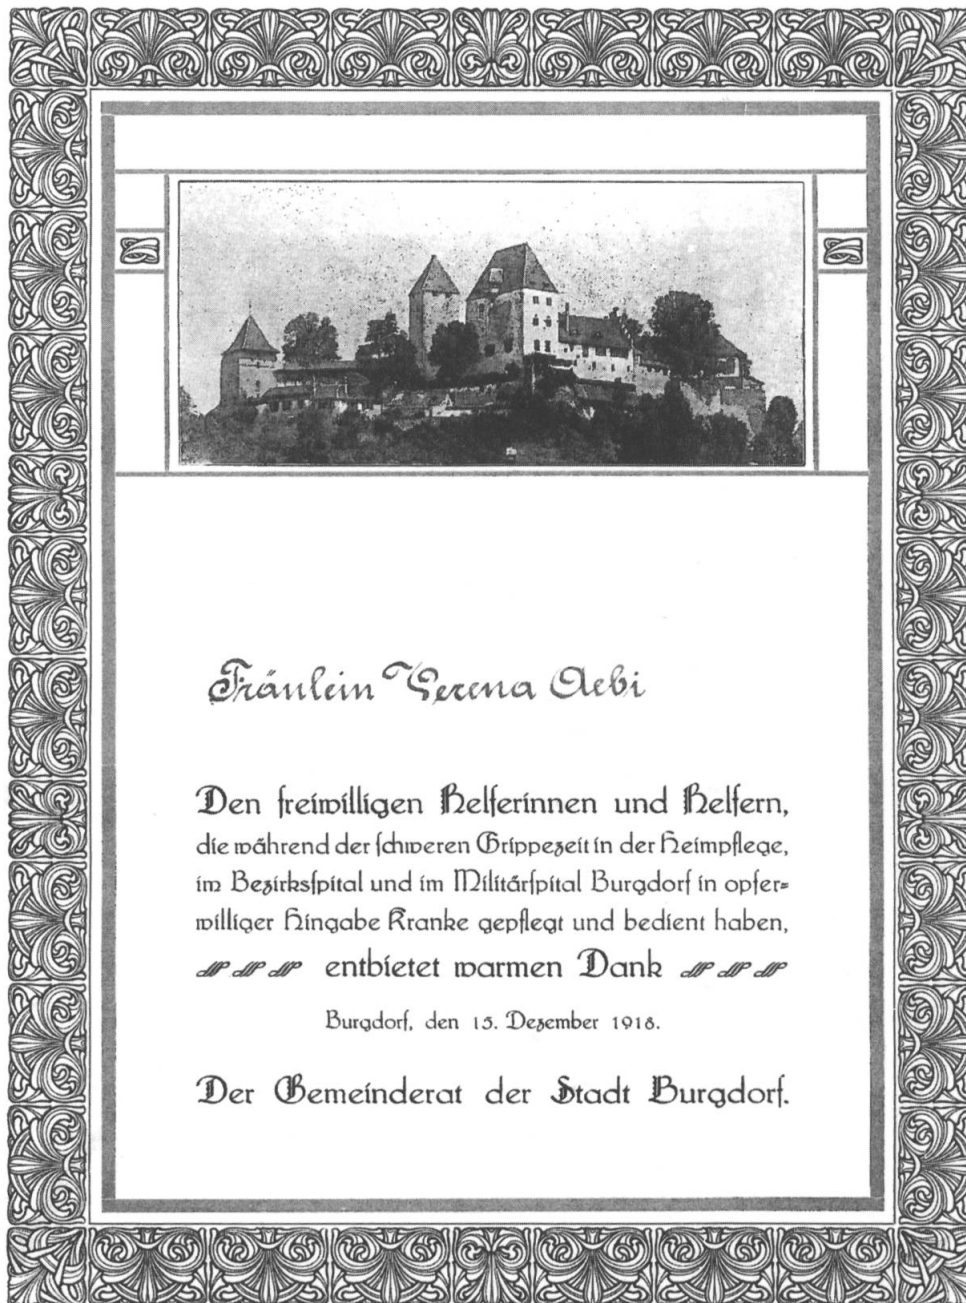 Fräulein Verena Aebi
Den freiwilligen Helferinnen und Helfern,
die während der ſchweren Grippezeit in der Heimpflege,
im Bezirksſpital und im Militärſpital Burgdorf in opfer=
williger Hingabe Kranke gepflegt und bedient haben,
entbietet warmen Dank
Burgdorf, den 15. Dezember 1918.
Der Gemeinderat der Stadt Burgdorf.